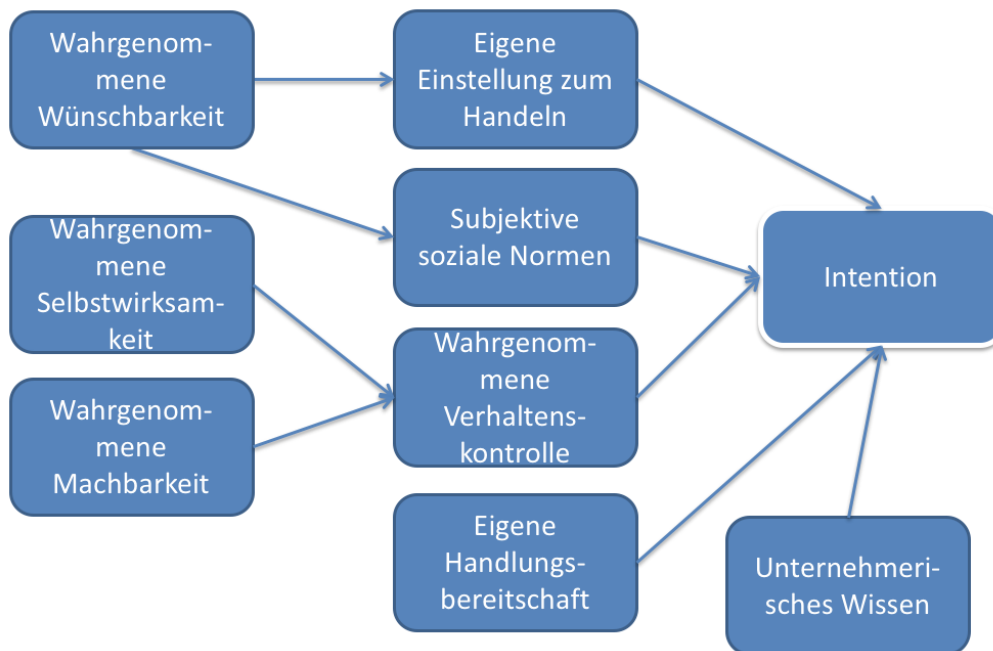 Wahrgenom-
mene
Wünschbarkeit
Eigene
Einstellung zum
Handeln
Subjektive
soziale Normen
Wahrgenom-
mene
Selbstwirksam-
keit
Intention
Wahrgenom-
mene
Verhaltens-
kontrolle
Wahrgenom-
mene
Machbarkeit
Eigene
Handlungs-
bereitschaft
Unternehmeri-
sches Wissen